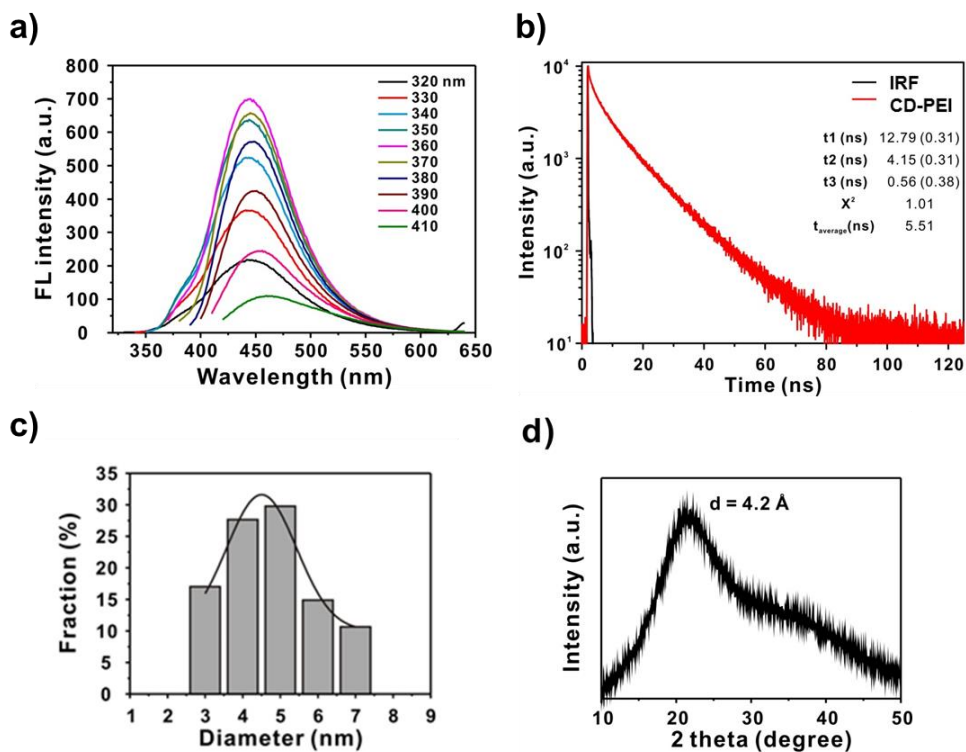 a)
800
700
600
500
400
300
200
100
0
FL intensity (a.u.)
320 nm
330
340
350
360
370
380
390
400
410
350 400 450 500 550 600 650
Wavelength (nm)
b)
10⁴
10³
10²
10¹
Intensity (a.u.)
IRF
CD-PEI
t1 (ns) 12.79 (0.31)
t2 (ns) 4.15 (0.31)
t3 (ns) 0.56 (0.38)
X² 1.01
taverage(ns) 5.51
0 20 40 60 80 100 120
Time (ns)
c)
35
30
25
20
15
10
5
0
Fraction (%)
1 2 3 4 5 6 7 8 9
Diameter (nm)
d)
Intensity (a.u.)
d = 4.2 Å
10 20 30 40 50
2 theta (degree)